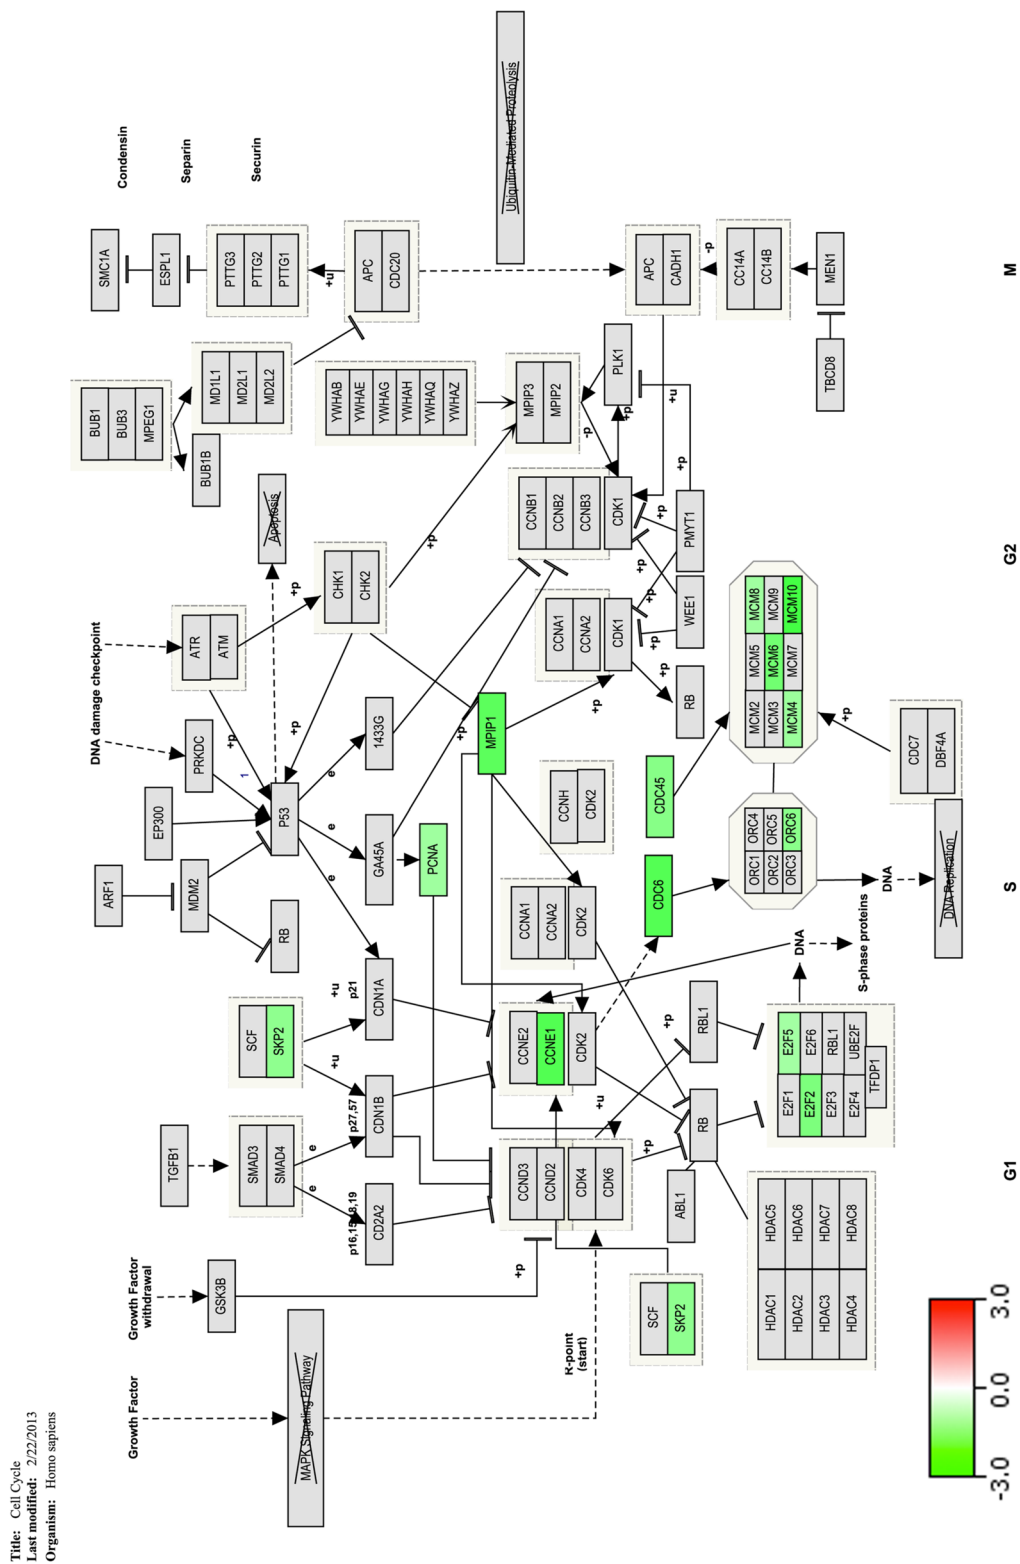 Title: Cell Cycle
Last modified: 2/22/2013
Organism: Homo sapiens
Growth Factor
MAPK Signaling Pathway
Growth Factor
withdrawal
GSK3B
+p
R-point
(start)
TGFB1
SMAD3
SMAD4
e
e
p16,15,18,19
CD2A2
p27,57
CDN1B
SCF
SKP2
+u
+u
p21
CDN1A
ARF1
MDM2
RB
EP300
P53
DNA damage checkpoint
PRKDC
1
+p
ATR
ATM
+p
+p
CHK1
CHK2
Apoptosis
e
e
e
GA45A
1433G
PCNA
+p
MPIP1
+p
+p
BUB1
BUB3
MPEG1
BUB1B
MD1L1
MD2L1
MD2L2
YWHAB
YWHAE
YWHAG
YWHAH
YWHAQ
YWHAZ
MPIP3
MPIP2
-p
PLK1
+p
SMC1A
Condensin
ESPL1
Separin
PTTG3
PTTG2
PTTG1
Securin
+u
APC
CDC20
Ubiquitin Mediated Proteolysis
APC
CADH1
-p
CC14A
CC14B
MEN1
TBCD8
+u
+p
CCNB1
CCNB2
CCNB3
CDK1
+p
+p
+p
+p
PMYT1
WEE1
CCNA1
CCNA2
CDK1
+p
RB
CCNH
CDK2
CCNA1
CCNA2
CDK2
CCNE2
CCNE1
CDK2
CCND3
CCND2
CDK4
CDK6
+u
+p
+p
SCF
SKP2
ABL1
RB
RBL1
HDAC1
HDAC2
HDAC3
HDAC4
HDAC5
HDAC6
HDAC7
HDAC8
E2F1
E2F2
E2F3
E2F4
E2F5
E2F6
RBL1
UBE2F
TFDP1
DNA
S-phase proteins
CDC6
CDC45
ORC1
ORC2
ORC3
ORC4
ORC5
ORC6
DNA
DNA Replication
MCM2
MCM3
MCM4
MCM5
MCM6
MCM7
MCM8
MCM9
MCM10
+p
CDC7
DBF4A
G1
S
G2
M
-3.0
0.0
3.0